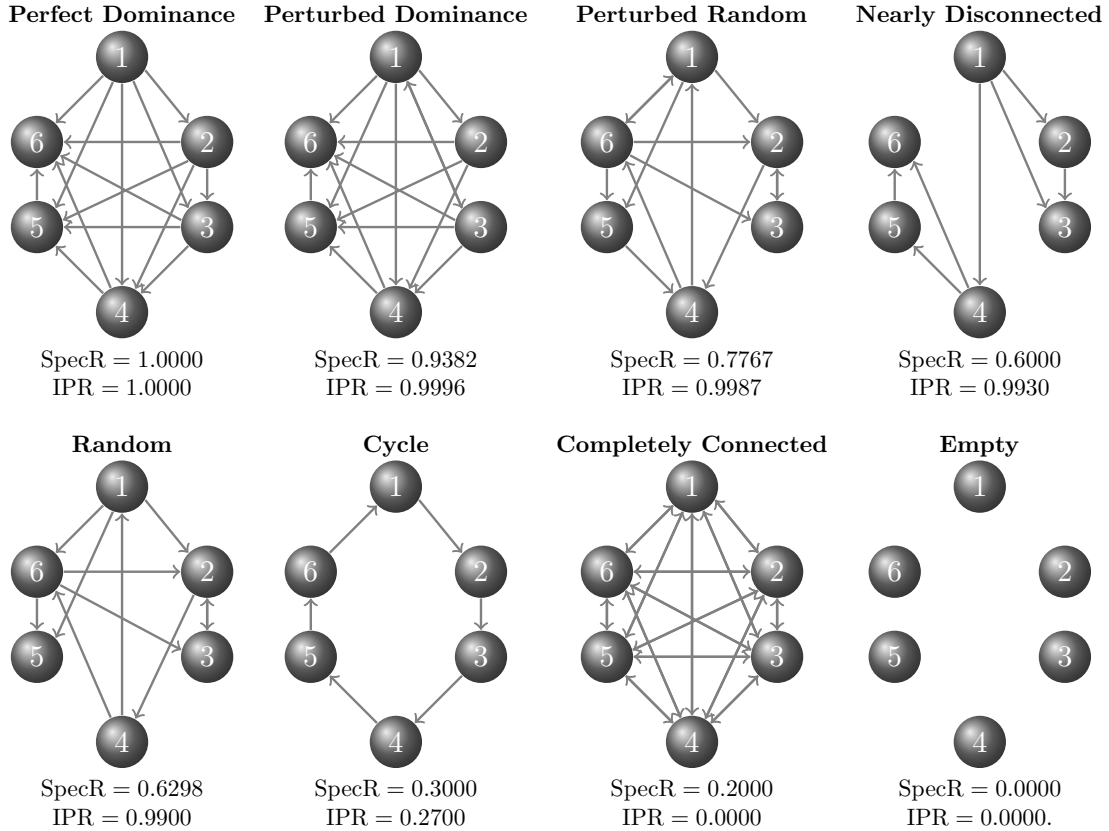 Perfect Dominance
1
6
2
5
3
4
SpecR = 1.0000
IPR = 1.0000
Perturbed Dominance
1
6
2
5
3
4
SpecR = 0.9382
IPR = 0.9996
Perturbed Random
1
6
2
5
3
4
SpecR = 0.7767
IPR = 0.9987
Nearly Disconnected
1
6
2
5
3
4
SpecR = 0.6000
IPR = 0.9930
Random
1
6
2
5
3
4
SpecR = 0.6298
IPR = 0.9900
Cycle
1
6
2
5
3
4
SpecR = 0.3000
IPR = 0.2700
Completely Connected
1
6
2
5
3
4
SpecR = 0.2000
IPR = 0.0000
Empty
1
6
2
5
3
4
SpecR = 0.0000
IPR = 0.0000.